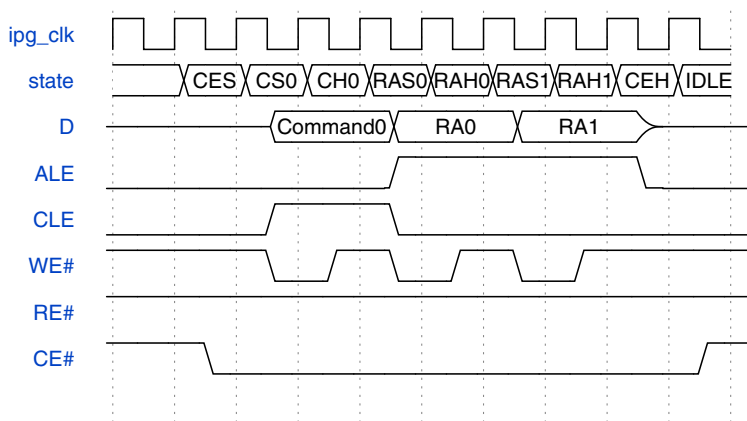 ipg_clk
state CES CS0 CH0 RAS0 RAH0 RAS1 RAH1 CEH IDLE
D Command0 RA0 RA1
ALE
CLE
WE#
RE#
CE#